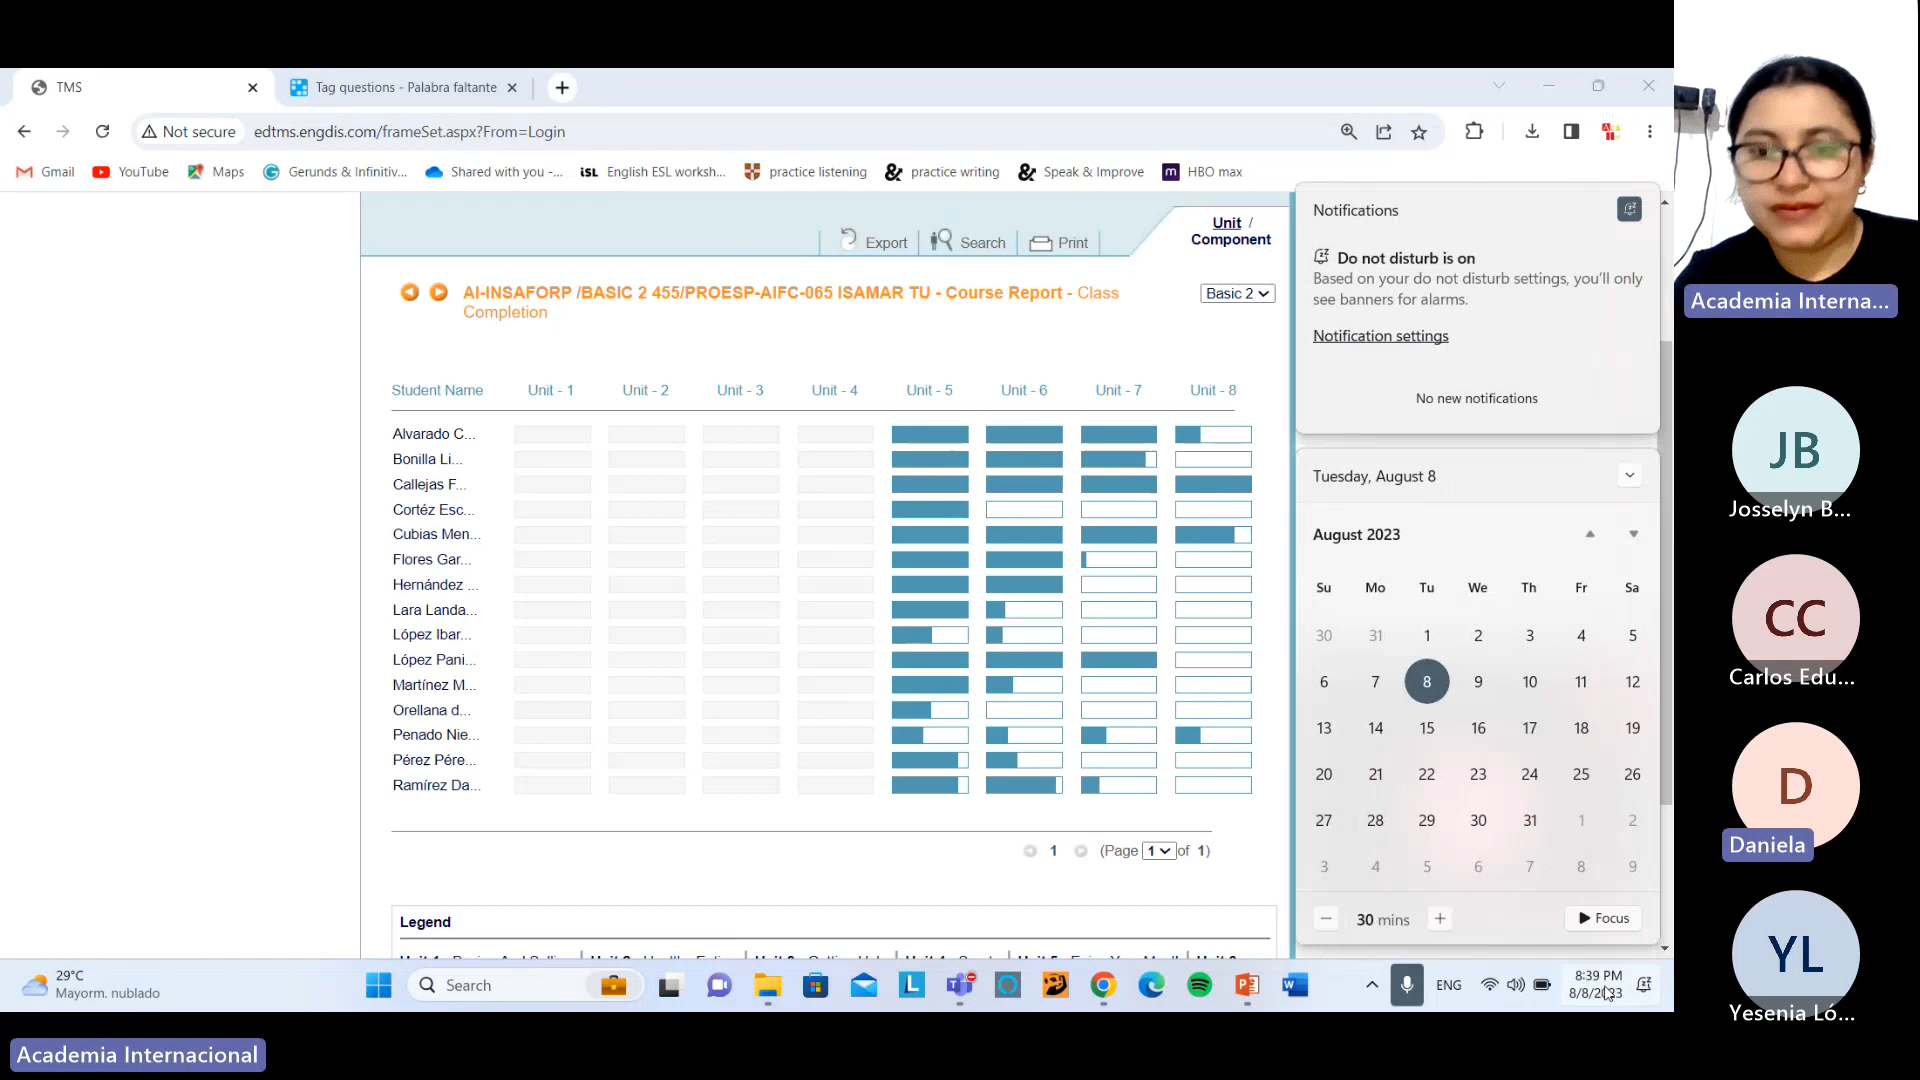 TMS
Tag questions - Palabra faltante
Not secure
edtms.engdis.com/frameSet.aspx?From=Login
Gmail
YouTube
Maps
Gerunds & Infinitiv...
Shared with you -...
iSL
English ESL worksh...
practice listening
practice writing
Speak & Improve
HBO max
Export
Search
Print
Unit /
Component
AI-INSAFORP /BASIC 2 455/PROESP-AIFC-065 ISAMAR TU - Course Report - Class
Completion
Basic 2
Student Name Unit - 1 Unit - 2 Unit - 3 Unit - 4 Unit - 5 Unit - 6 Unit - 7 Unit - 8
Alvarado C...
Bonilla Li...
Callejas F...
Cortéz Esc...
Cubias Men...
Flores Gar...
Hernández ...
Lara Landa...
López Ibar...
López Pani...
Martínez M...
Orellana d...
Penado Nie...
Pérez Pére...
Ramírez Da...
1 (Page 1 of 1)
Legend
Notifications
Do not disturb is on
Based on your do not disturb settings, you'll only
see banners for alarms.
Notification settings
No new notifications
Tuesday, August 8
August 2023
Su Mo Tu We Th Fr Sa
30 31 1 2 3 4 5
6 7 8 9 10 11 12
13 14 15 16 17 18 19
20 21 22 23 24 25 26
27 28 29 30 31 1 2
3 4 5 6 7 8 9
30 mins
Focus
29°C
Mayorm. nublado
Search
ENG
8:39 PM
8/8/2023
Academia Interna...
JB
Josselyn B...
CC
Carlos Edu...
D
Daniela
YL
Yesenia Ló...
Academia Internacional